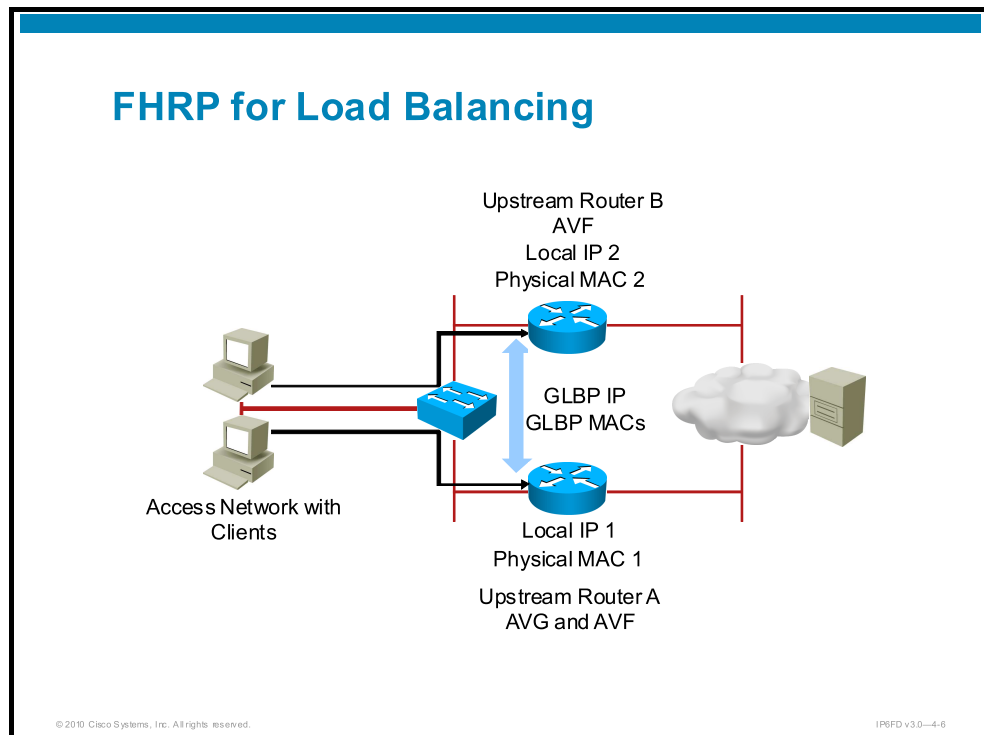 FHRP for Load Balancing
Upstream Router B
AVF
Local IP 2
Physical MAC 2
GLBP IP
GLBP MACs
Access Network with
Clients
Local IP 1
Physical MAC 1
Upstream Router A
AVG and AVF
© 2010 Cisco Systems, Inc. All rights reserved.
IP6FD v3.0—4-6